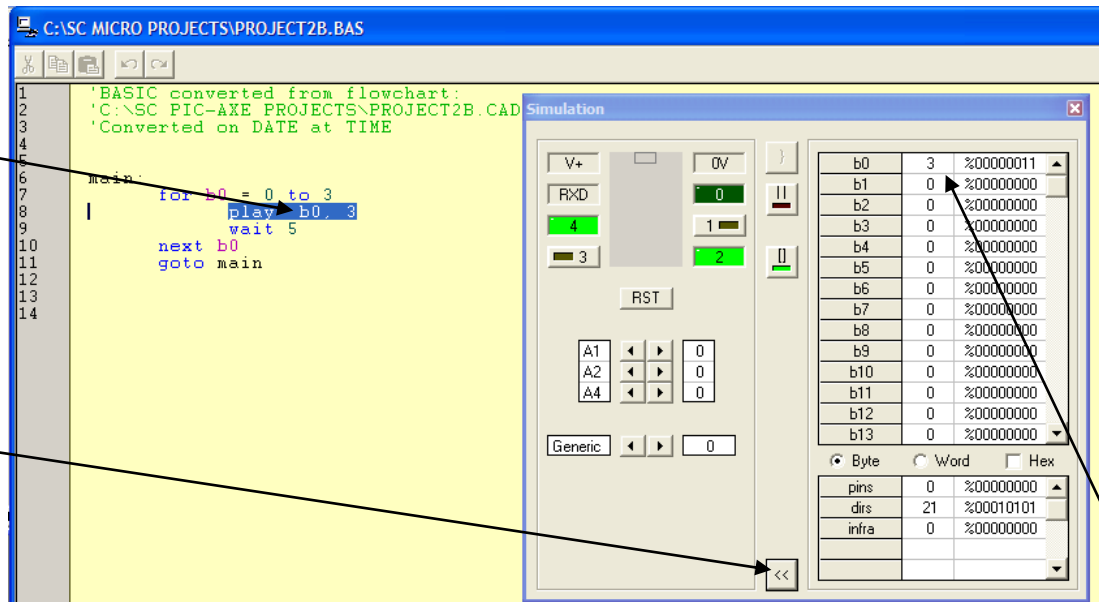 C:\SC MICRO PROJECTS\PROJECT2B.BAS
1 'BASIC converted from flowchart:
2 'C:\SC PIC-AXE PROJECTS\PROJECT2B.CAD
3 'Converted on DATE at TIME
4
5
6 main:
7 for b0 = 0 to 3
8 play b0, 3
9 wait 5
10 next b0
11 goto main
12
13
14
Simulation
V+ 0V }
RXD 0
4 1
3 2
RST
A1 0
A2 0
A4 0
Generic 0
<<
b0 3 %00000011
b1 0 %00000000
b2 0 %00000000
b3 0 %00000000
b4 0 %00000000
b5 0 %00000000
b6 0 %00000000
b7 0 %00000000
b8 0 %00000000
b9 0 %00000000
b10 0 %00000000
b11 0 %00000000
b12 0 %00000000
b13 0 %00000000
Byte Word Hex
pins 0 %00000000
dirs 21 %00010101
infra 0 %00000000